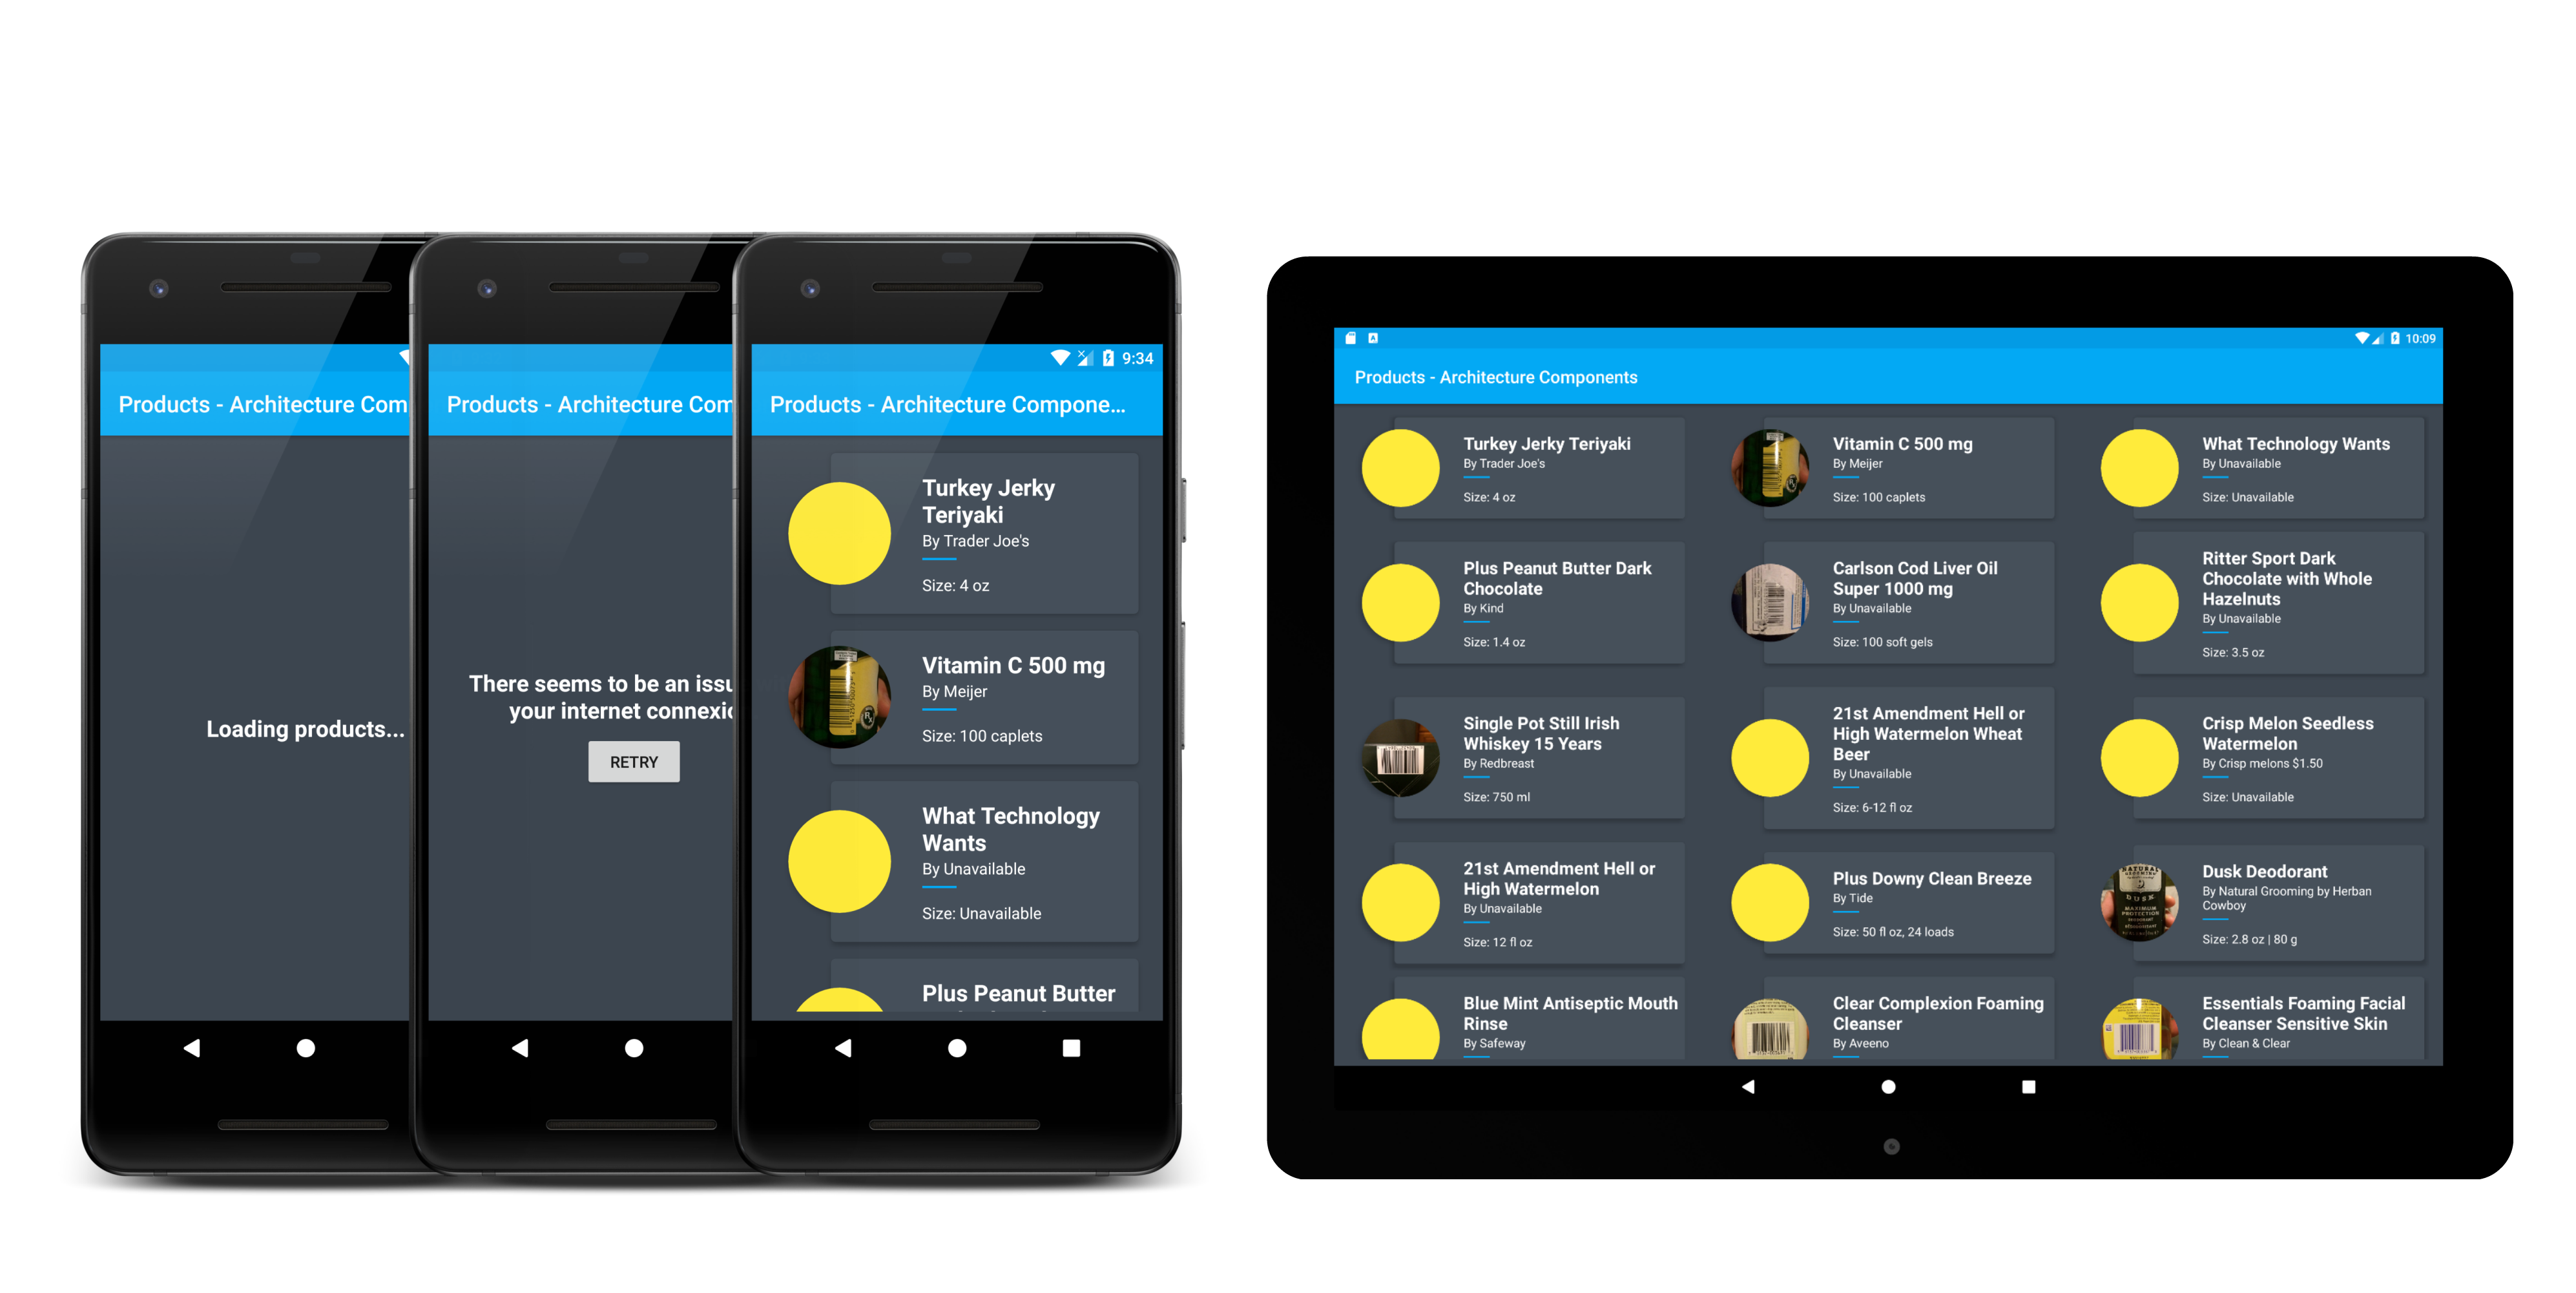 Products - Architecture Com
Loading products...
Products - Architecture Com
There seems to be an issu
your internet connexic
RETRY
9:34
Products - Architecture Compone...
Turkey Jerky
Teriyaki
By Trader Joe's
Size: 4 oz
Vitamin C 500 mg
By Meijer
Size: 100 caplets
What Technology
Wants
By Unavailable
Size: Unavailable
Plus Peanut Butter
10:09
Products - Architecture Components
Turkey Jerky Teriyaki
By Trader Joe's
Size: 4 oz
Vitamin C 500 mg
By Meijer
Size: 100 caplets
What Technology Wants
By Unavailable
Size: Unavailable
Plus Peanut Butter Dark
Chocolate
By Kind
Size: 1.4 oz
Carlson Cod Liver Oil
Super 1000 mg
By Unavailable
Size: 100 soft gels
Ritter Sport Dark
Chocolate with Whole
Hazelnuts
By Unavailable
Size: 3.5 oz
Single Pot Still Irish
Whiskey 15 Years
By Redbreast
Size: 750 ml
21st Amendment Hell or
High Watermelon Wheat
Beer
By Unavailable
Size: 6-12 fl oz
Crisp Melon Seedless
Watermelon
By Crisp melons $1.50
Size: Unavailable
21st Amendment Hell or
High Watermelon
By Unavailable
Size: 12 fl oz
Plus Downy Clean Breeze
By Tide
Size: 50 fl oz, 24 loads
DUSK
MAXIMUM
PROTECTION
Dusk Deodorant
By Natural Grooming by Herban
Cowboy
Size: 2.8 oz | 80 g
Blue Mint Antiseptic Mouth
Rinse
By Safeway
Clear Complexion Foaming
Cleanser
By Aveeno
Essentials Foaming Facial
Cleanser Sensitive Skin
By Clean & Clear